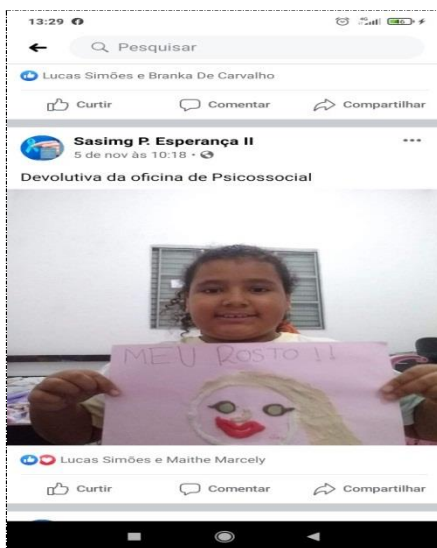 13:29
Pesquisar
Lucas Simões e Branka De Carvalho
Curtir Comentar Compartilhar
Sasimg P. Esperança II
5 de nov às 10:18 •
Devolutiva da oficina de Psicossocial
MEU ROSTO !!
Lucas Simões e Maithe Marcely
Curtir Comentar Compartilhar